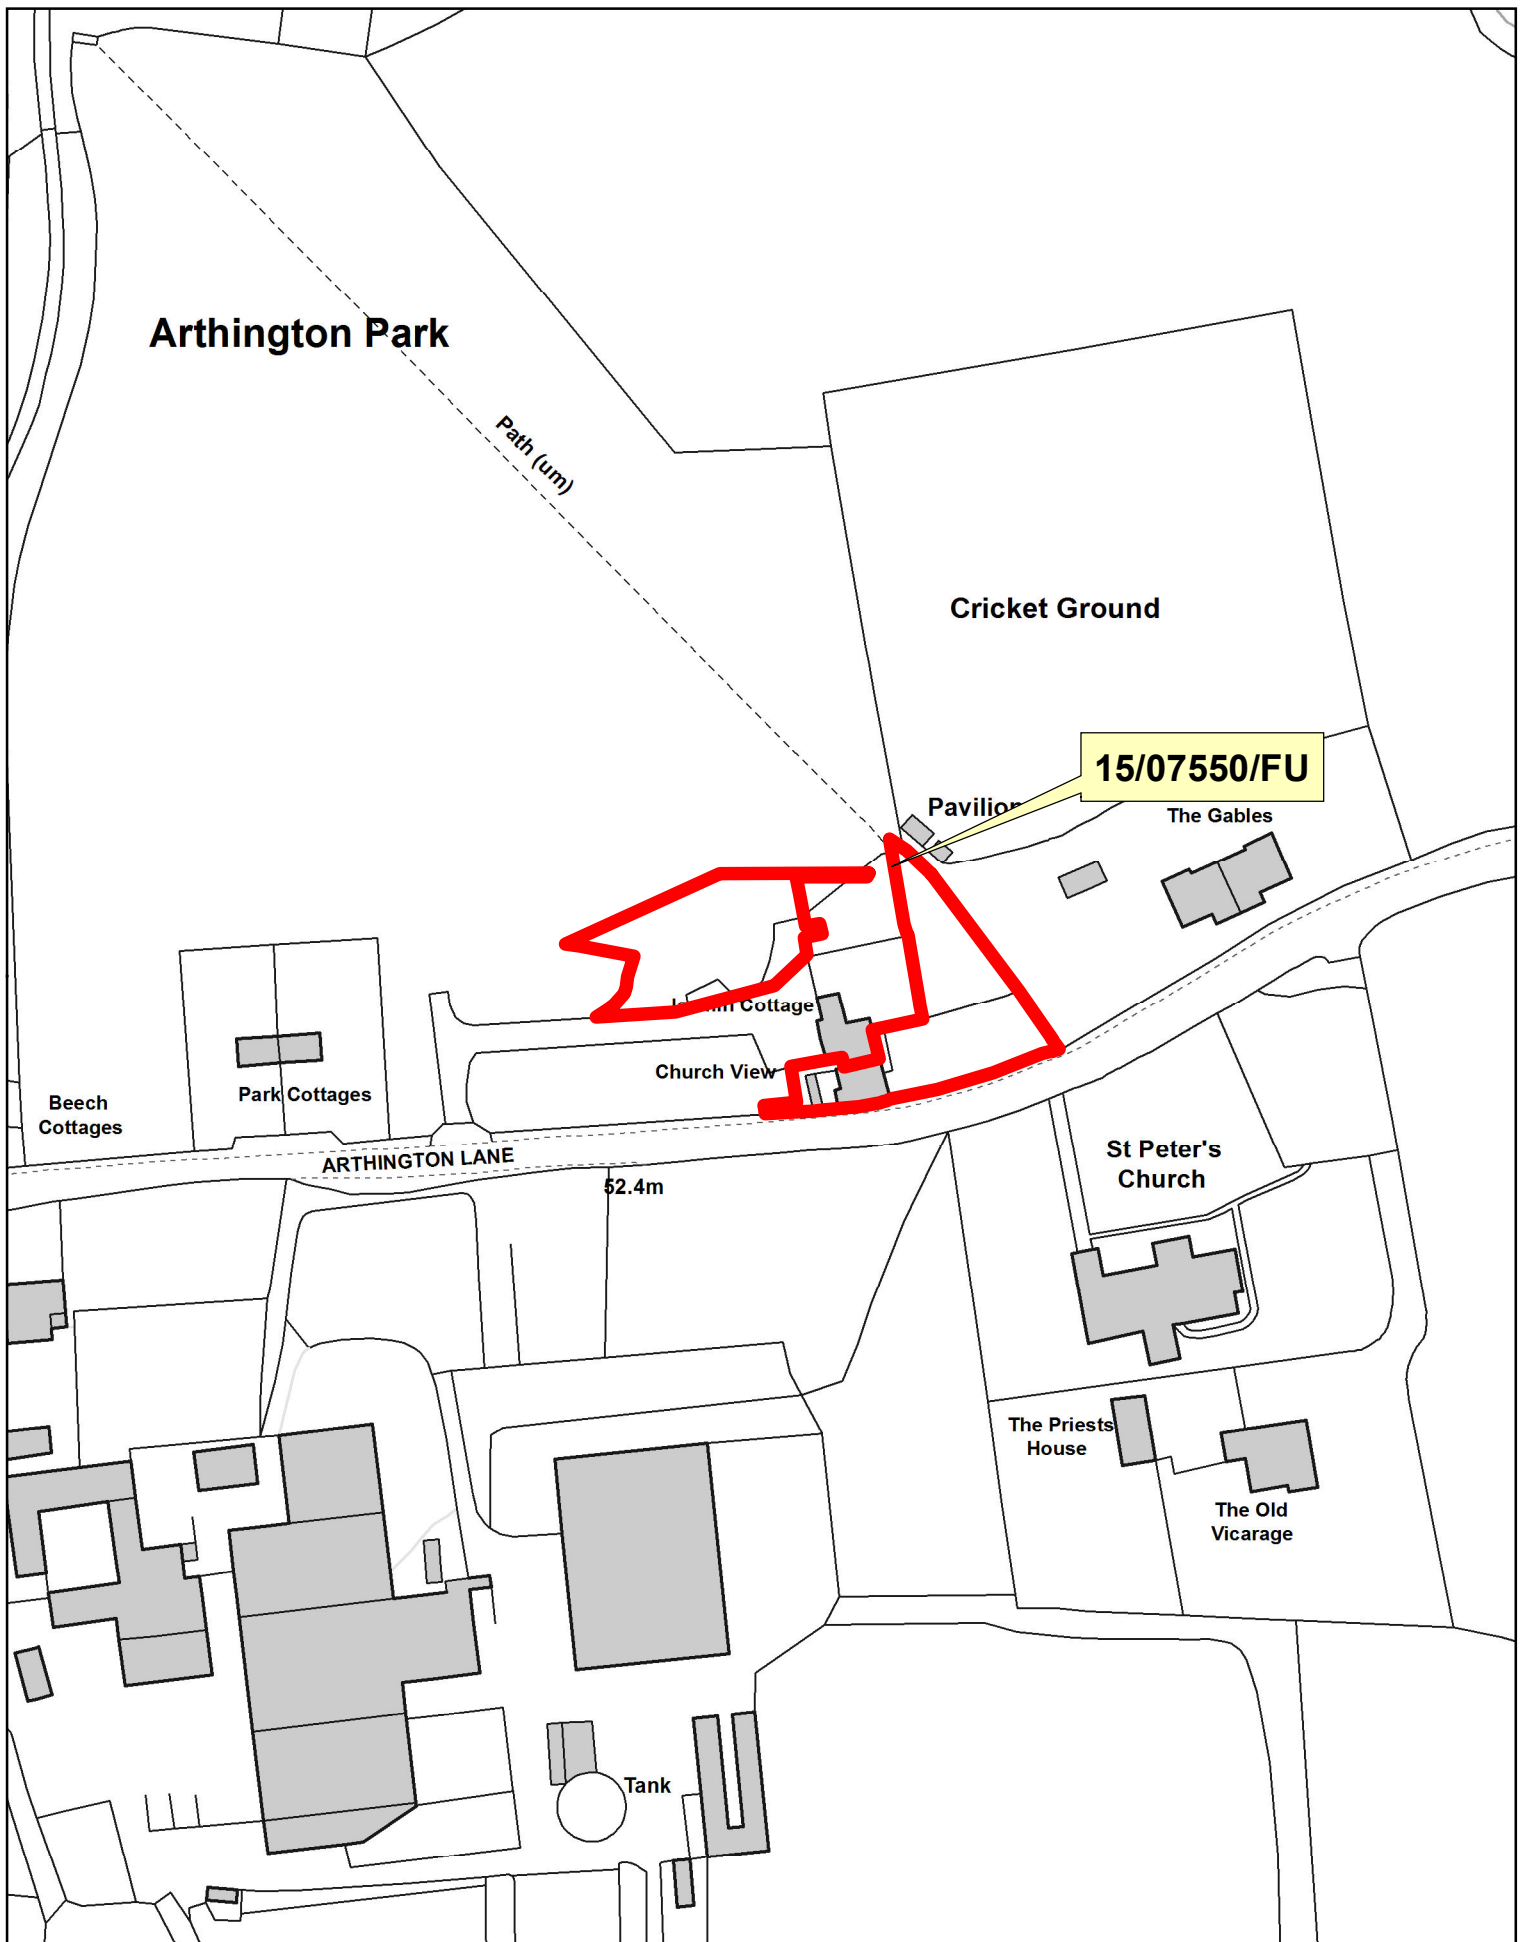 Arthington Park
Path (um)
Cricket Ground
15/07550/FU
The Gables
Cottage
Church View
Park Cottages
Beech
Cottages
ARTHINGTON LANE
52.4m
St Peter's
Church
The Priests
House
The Old
Vicarage
Tank